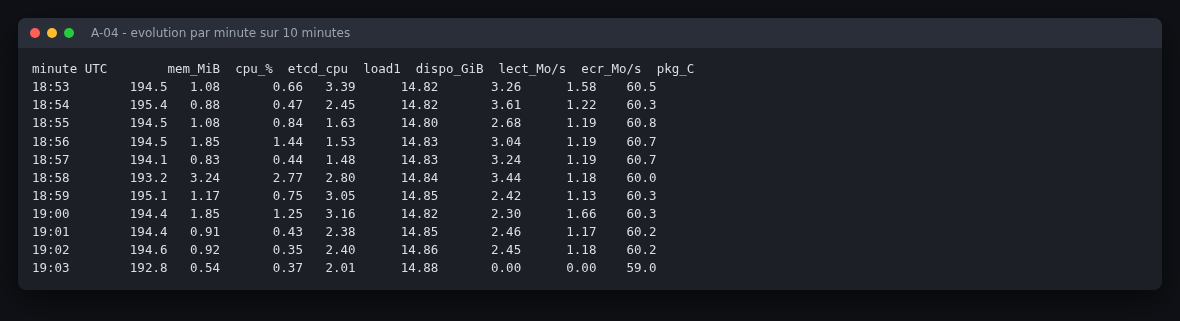 A-04 - evolution par minute sur 10 minutes
minute UTC        mem_MiB  cpu_%  etcd_cpu  load1  dispo_GiB  lect_Mo/s  ecr_Mo/s  pkg_C
18:53        194.5   1.08       0.66   3.39      14.82       3.26      1.58    60.5
18:54        195.4   0.88       0.47   2.45      14.82       3.61      1.22    60.3
18:55        194.5   1.08       0.84   1.63      14.80       2.68      1.19    60.8
18:56        194.5   1.85       1.44   1.53      14.83       3.04      1.19    60.7
18:57        194.1   0.83       0.44   1.48      14.83       3.24      1.19    60.7
18:58        193.2   3.24       2.77   2.80      14.84       3.44      1.18    60.0
18:59        195.1   1.17       0.75   3.05      14.85       2.42      1.13    60.3
19:00        194.4   1.85       1.25   3.16      14.82       2.30      1.66    60.3
19:01        194.4   0.91       0.43   2.38      14.85       2.46      1.17    60.2
19:02        194.6   0.92       0.35   2.40      14.86       2.45      1.18    60.2
19:03        192.8   0.54       0.37   2.01      14.88       0.00      0.00    59.0